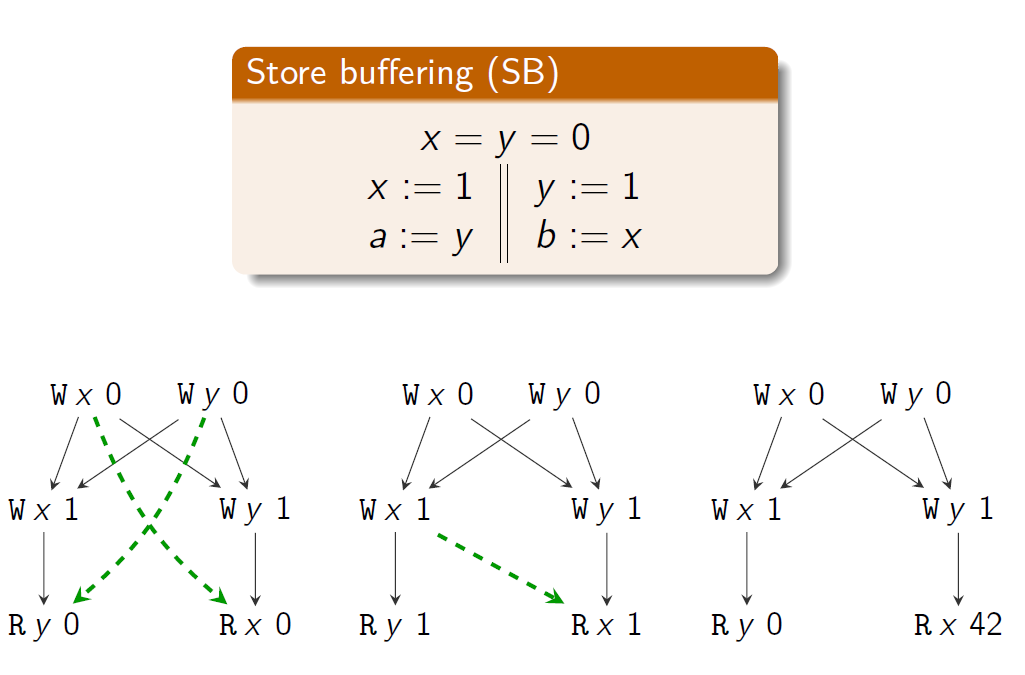 Store buffering (SB)
x = y = 0
x := 1 || y := 1
a := y || b := x
W x 0 W y 0 W x 0 W y 0 W x 0 W y 0
W x 1 W y 1 W x 1 W y 1 W x 1 W y 1
R y 0 R x 0 R y 1 R x 1 R y 0 R x 42